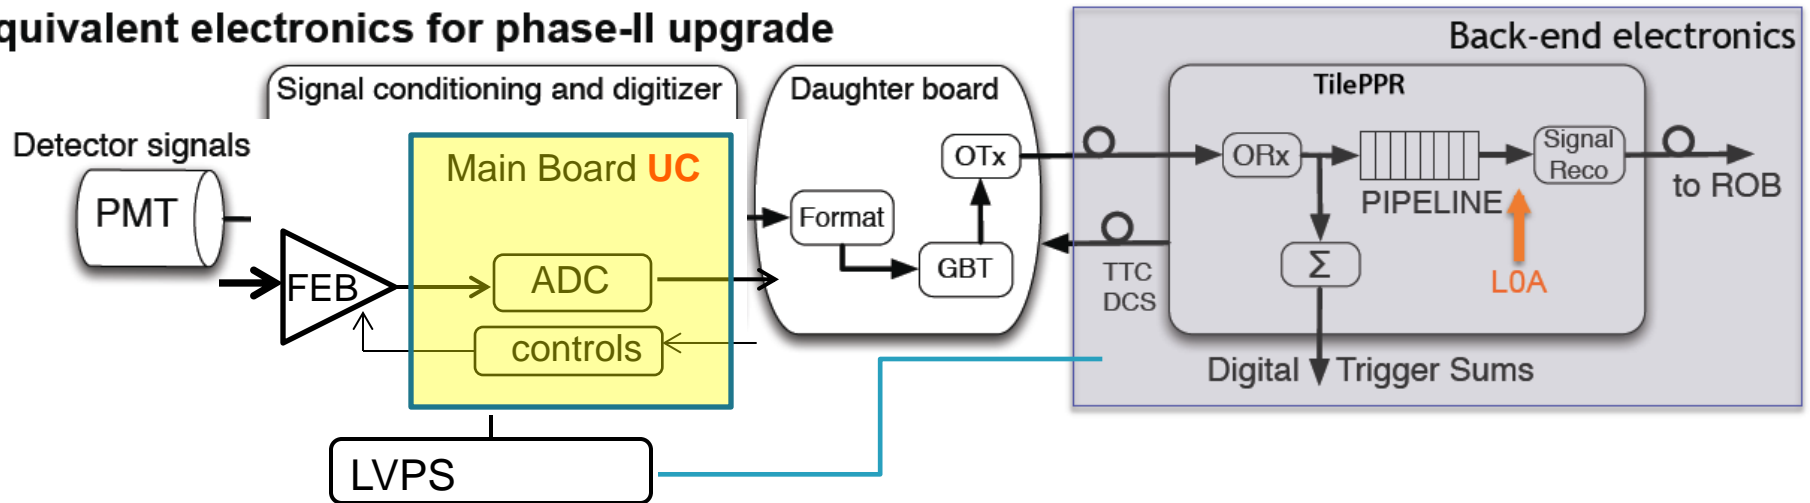 quivalent electronics for phase-II upgrade
Back-end electronics
Signal conditioning and digitizer
Daughter board
TilePPR
Detector signals
Main Board UC
PMT
FEB
ADC
controls
LVPS
Format
GBT
OTx
TTC
DCS
ORx
PIPELINE
Signal
Reco
to ROB
Σ
L0A
Digital Trigger Sums